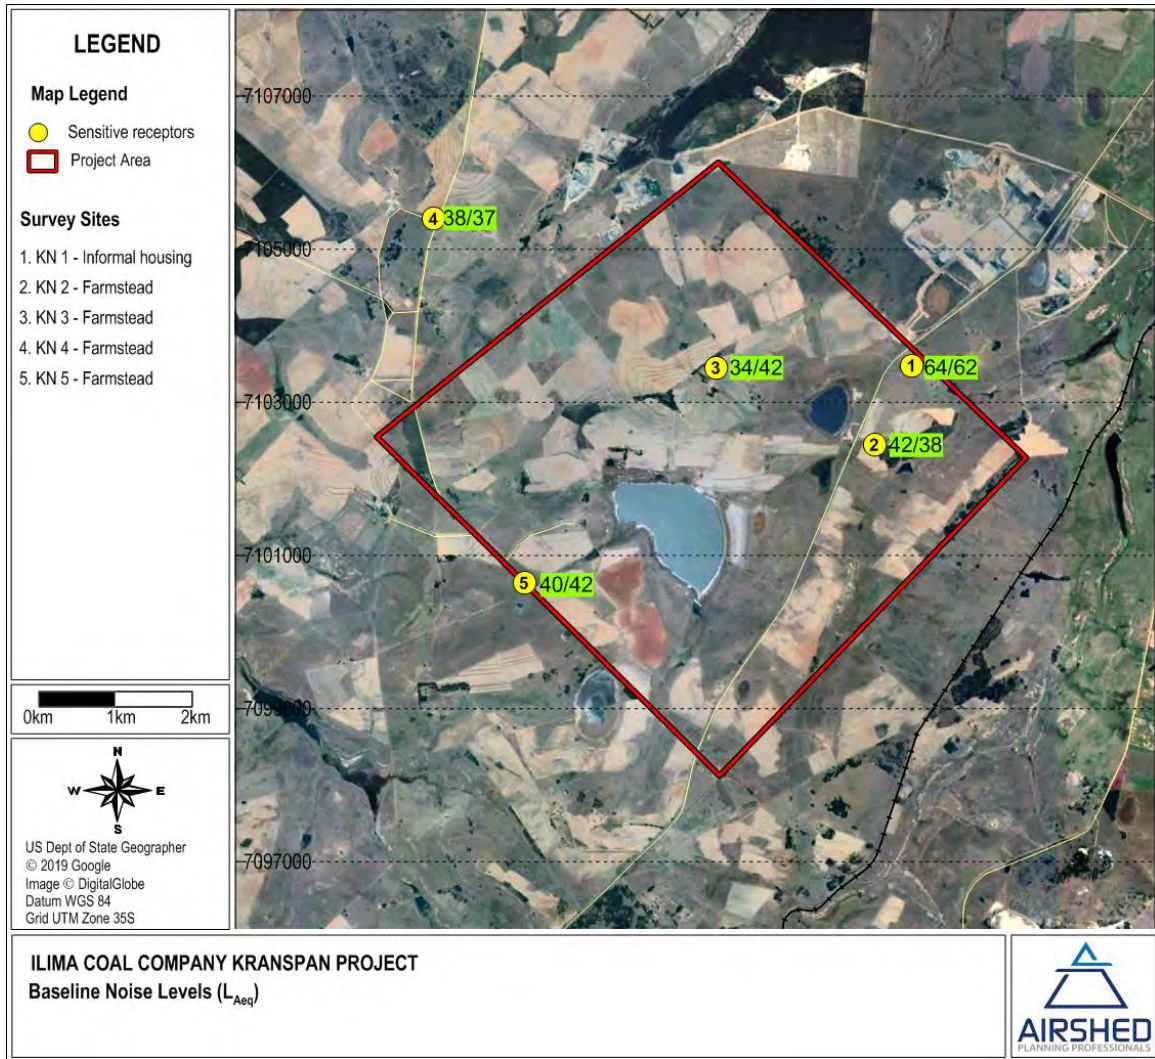 LEGEND
Map Legend
Sensitive receptors
Project Area
Survey Sites
1. KN 1 - Informal housing
2. KN 2 - Farmstead
3. KN 3 - Farmstead
4. KN 4 - Farmstead
5. KN 5 - Farmstead
0km 1km 2km
N
W E
S
US Dept of State Geographer
© 2019 Google
Image © DigitalGlobe
Datum WGS 84
Grid UTM Zone 35S
7107000
4 38/37
7105000
3 34/42
1 64/62
7103000
2 42/38
7101000
5 40/42
7099000
7097000
ILIMA COAL COMPANY KRANSPAN PROJECT
Baseline Noise Levels (LAeq)
AIRSHED
PLANNING PROFESSIONALS